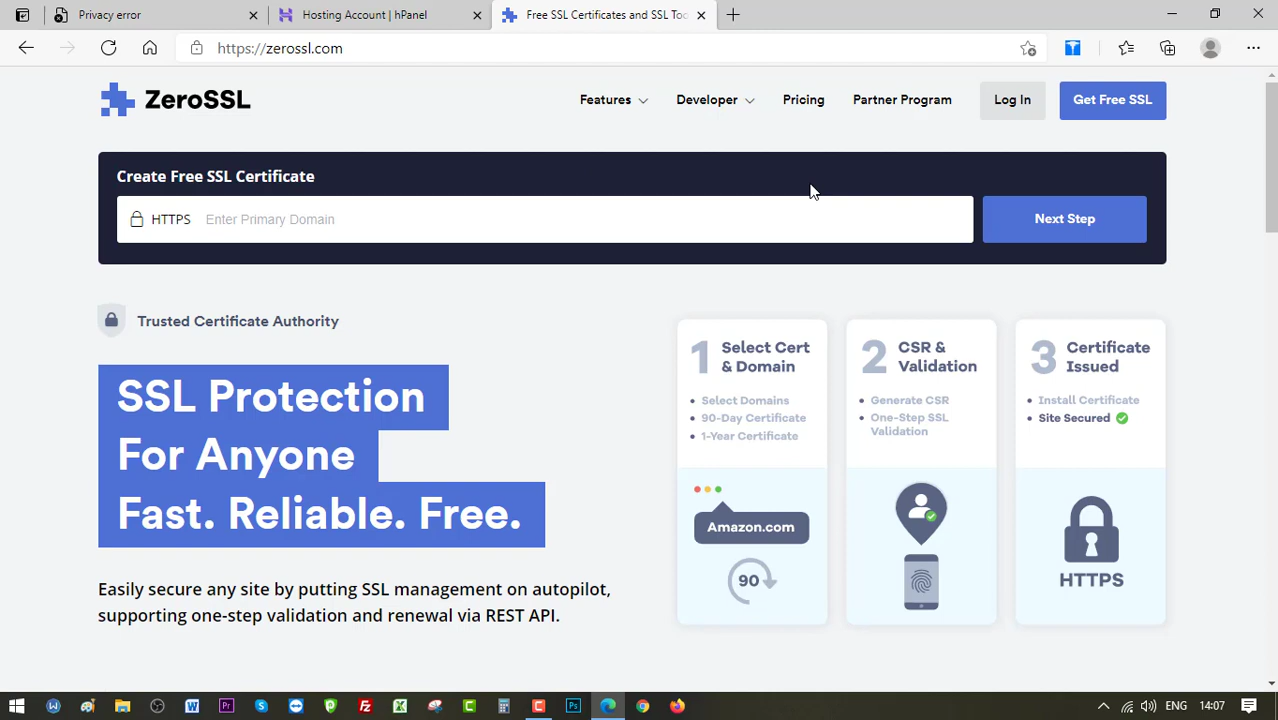 Privacy error
Hosting Account | hPanel
Free SSL Certificates and SSL Too
https://zerossl.com
ZeroSSL
Features
Developer
Pricing
Partner Program
Log In
Get Free SSL
Create Free SSL Certificate
HTTPS
Enter Primary Domain
Next Step
Trusted Certificate Authority
SSL Protection
For Anyone
Fast. Reliable. Free.
Easily secure any site by putting SSL management on autopilot,
supporting one-step validation and renewal via REST API.
1
Select Cert
& Domain
Select Domains
90-Day Certificate
1-Year Certificate
Amazon.com
90
2
CSR &
Validation
Generate CSR
One-Step SSL
Validation
3
Certificate
Issued
Install Certificate
Site Secured
HTTPS
ENG
14:07